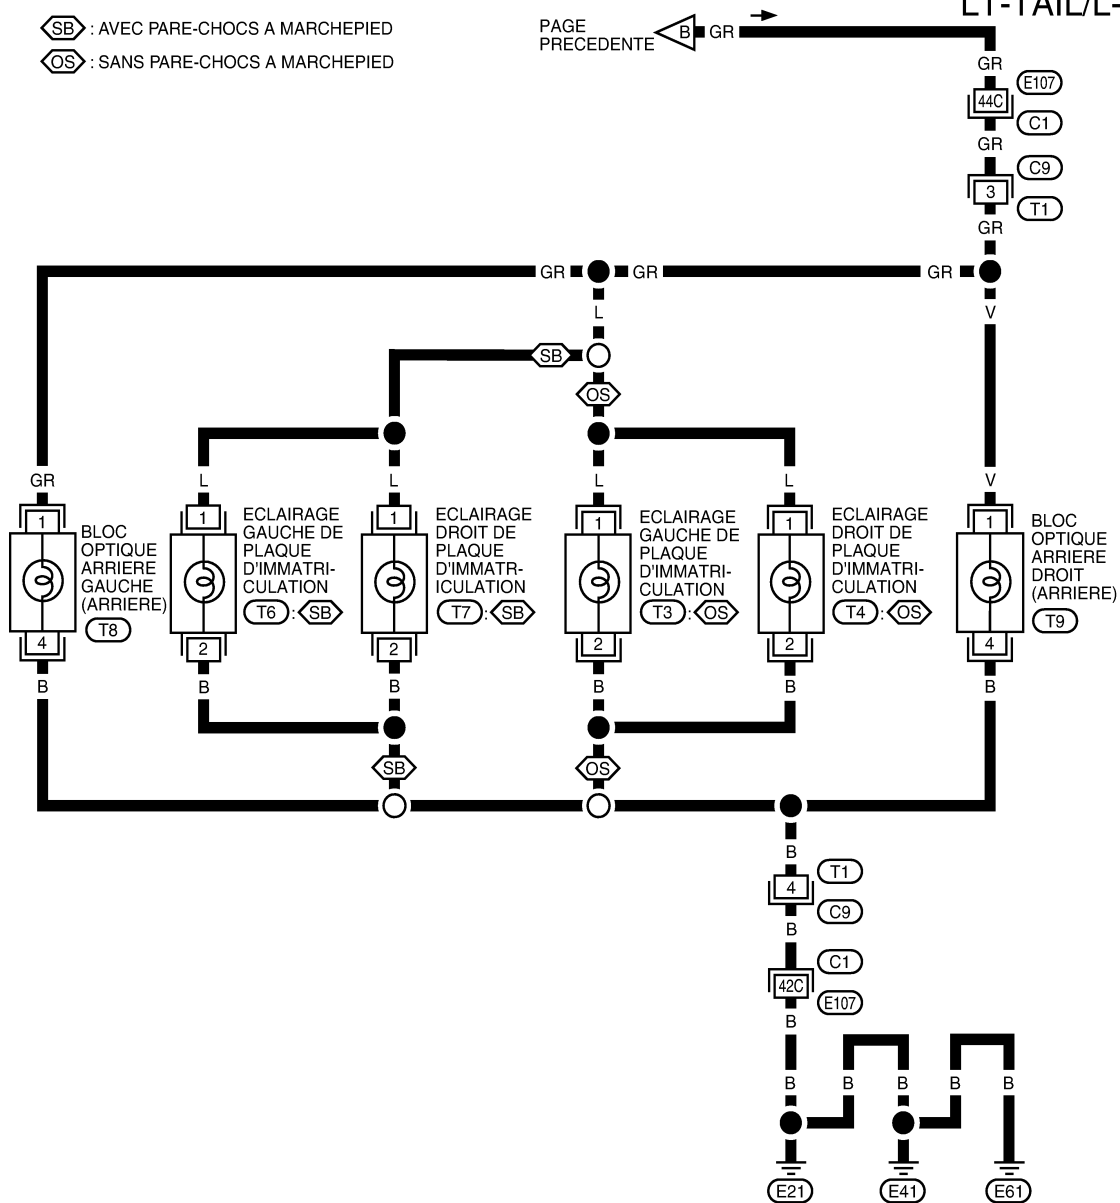 LT-TAIL/L-
SB : AVEC PARE-CHOCS A MARCHEPIED
OS : SANS PARE-CHOCS A MARCHEPIED
PAGE
PRECEDENTE
B
GR
GR
44C
E107
C1
GR
C9
3
T1
GR
GR
GR
GR
L
V
SB
OS
GR
L
L
L
L
V
1
BLOC
OPTIQUE
ARRIERE
GAUCHE
(ARRIERE)
T8
4
1
ECLAIRAGE
GAUCHE DE
PLAQUE
D'IMMATRI-
CULATION
T6 : SB
2
1
ECLAIRAGE
DROIT DE
PLAQUE
D'IMMATR-
ICULATION
T7 : SB
2
1
ECLAIRAGE
GAUCHE DE
PLAQUE
D'IMMATRI-
CULATION
T3 : OS
2
1
ECLAIRAGE
DROIT DE
PLAQUE
D'IMMATRI-
CULATION
T4 : OS
2
1
BLOC
OPTIQUE
ARRIERE
DROIT
(ARRIERE)
T9
4
B
B
B
B
B
B
SB
OS
B
T1
4
C9
B
C1
42C
E107
B
B
B
B
B
B
E21
E41
E61